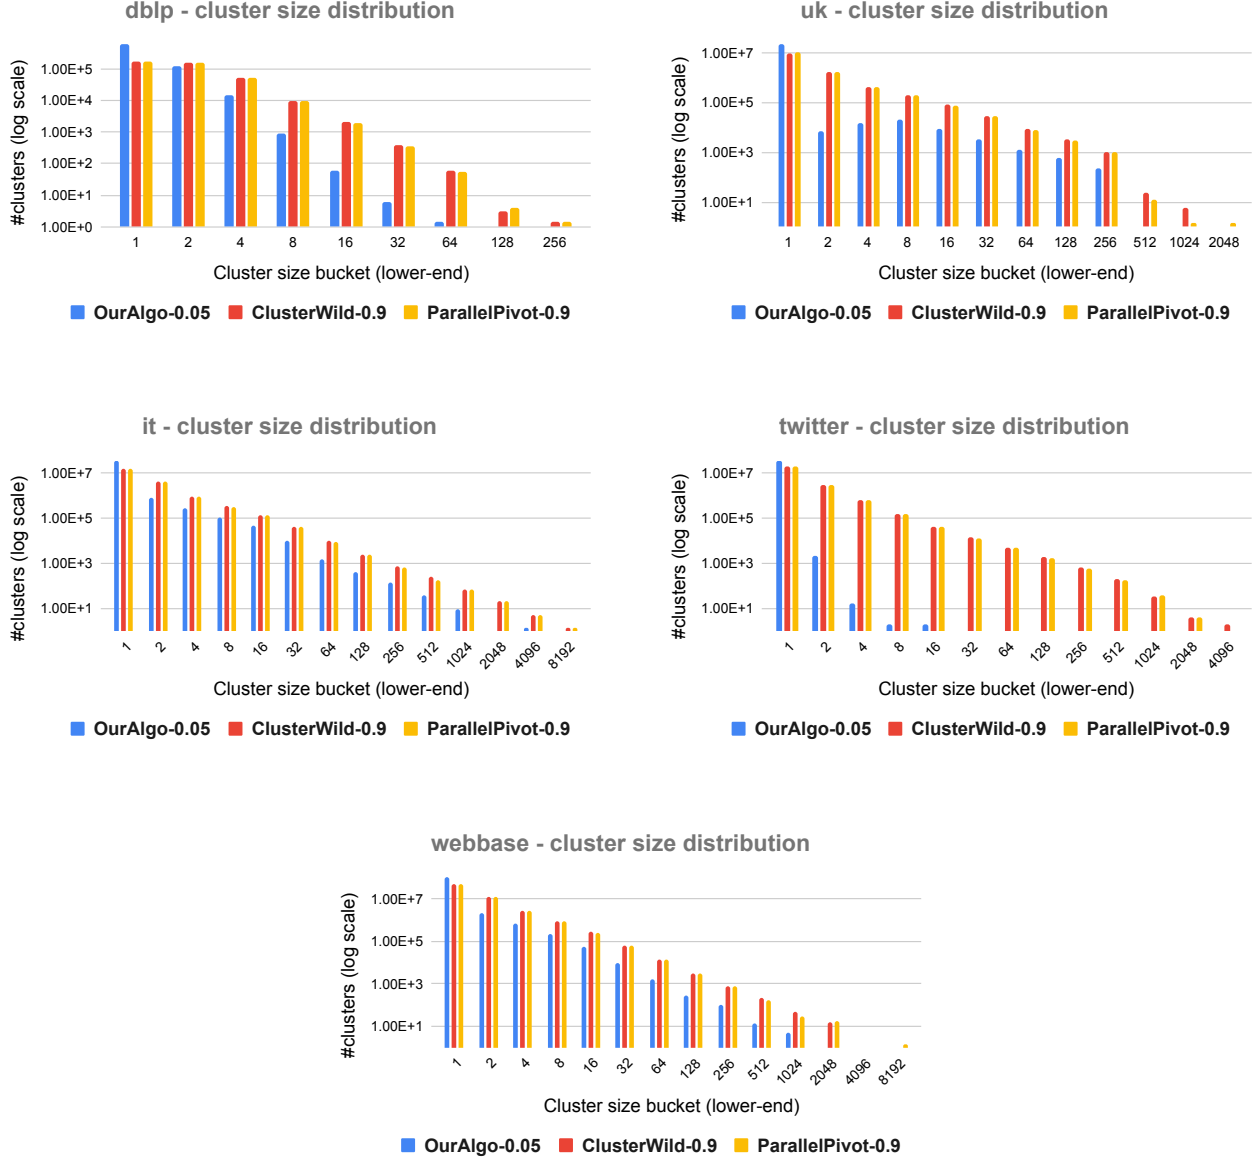 dblp - cluster size distribution
#clusters (log scale)
1.00E+5
1.00E+4
1.00E+3
1.00E+2
1.00E+1
1.00E+0
1 2 4 8 16 32 64 128 256
Cluster size bucket (lower-end)
OurAlgo-0.05 ClusterWild-0.9 ParallelPivot-0.9
uk - cluster size distribution
#clusters (log scale)
1.00E+7
1.00E+5
1.00E+3
1.00E+1
1 2 4 8 16 32 64 128 256 512 1024 2048
Cluster size bucket (lower-end)
OurAlgo-0.05 ClusterWild-0.9 ParallelPivot-0.9
it - cluster size distribution
#clusters (log scale)
1.00E+7
1.00E+5
1.00E+3
1.00E+1
1 2 4 8 16 32 64 128 256 512 1024 2048 4096 8192
Cluster size bucket (lower-end)
OurAlgo-0.05 ClusterWild-0.9 ParallelPivot-0.9
twitter - cluster size distribution
#clusters (log scale)
1.00E+7
1.00E+5
1.00E+3
1.00E+1
1 2 4 8 16 32 64 128 256 512 1024 2048 4096
Cluster size bucket (lower-end)
OurAlgo-0.05 ClusterWild-0.9 ParallelPivot-0.9
webbase - cluster size distribution
#clusters (log scale)
1.00E+7
1.00E+5
1.00E+3
1.00E+1
1 2 4 8 16 32 64 128 256 512 1024 2048 4096 8192
Cluster size bucket (lower-end)
OurAlgo-0.05 ClusterWild-0.9 ParallelPivot-0.9